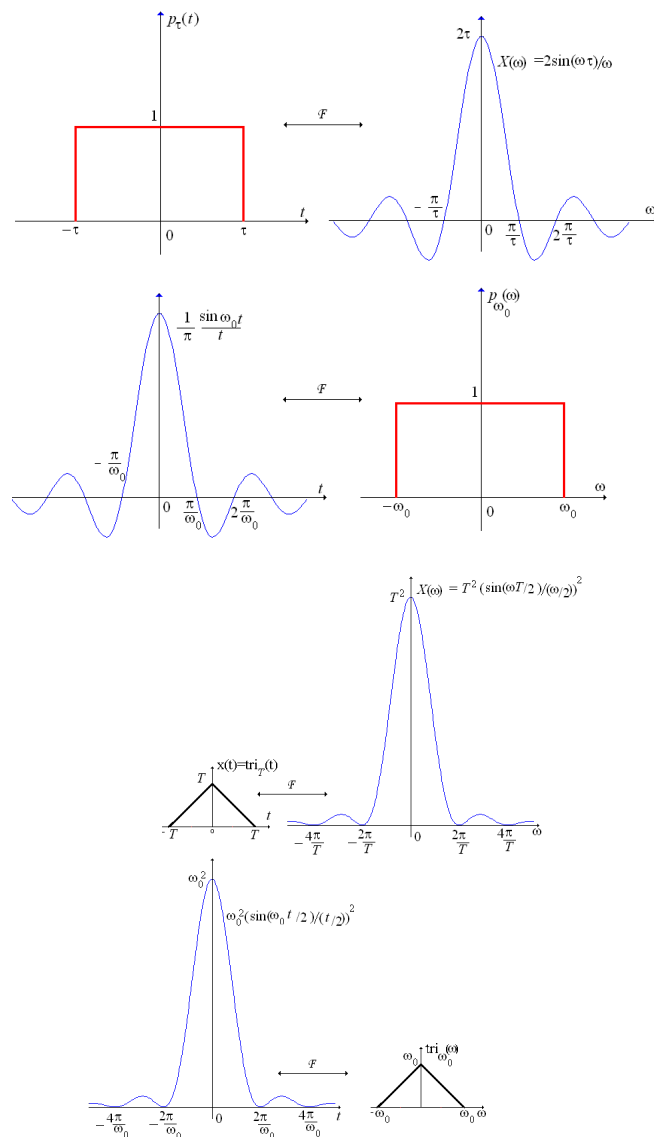 p_τ(t)
1
−τ 0 τ t
ℱ
2τ
X(ω) = 2sin(ωτ)/ω
−π/τ 0 π/τ 2π/τ ω
1/π sin ω₀t/t
−π/ω₀ 0 π/ω₀ 2π/ω₀ t
ℱ
p_ω₀(ω)
1
−ω₀ 0 ω₀ ω
x(t)=tri_T(t)
T
-T 0 T t
ℱ
T² X(ω) = T²(sin(ωT/2)/(ω/2))²
−4π/T −2π/T 0 2π/T 4π/T ω
ω₀²
ω₀²(sin(ω₀t/2)/(t/2))²
−4π/ω₀ −2π/ω₀ 0 2π/ω₀ 4π/ω₀ t
ℱ
tri_ω₀(ω)
ω₀
-ω₀ 0 ω₀ ω